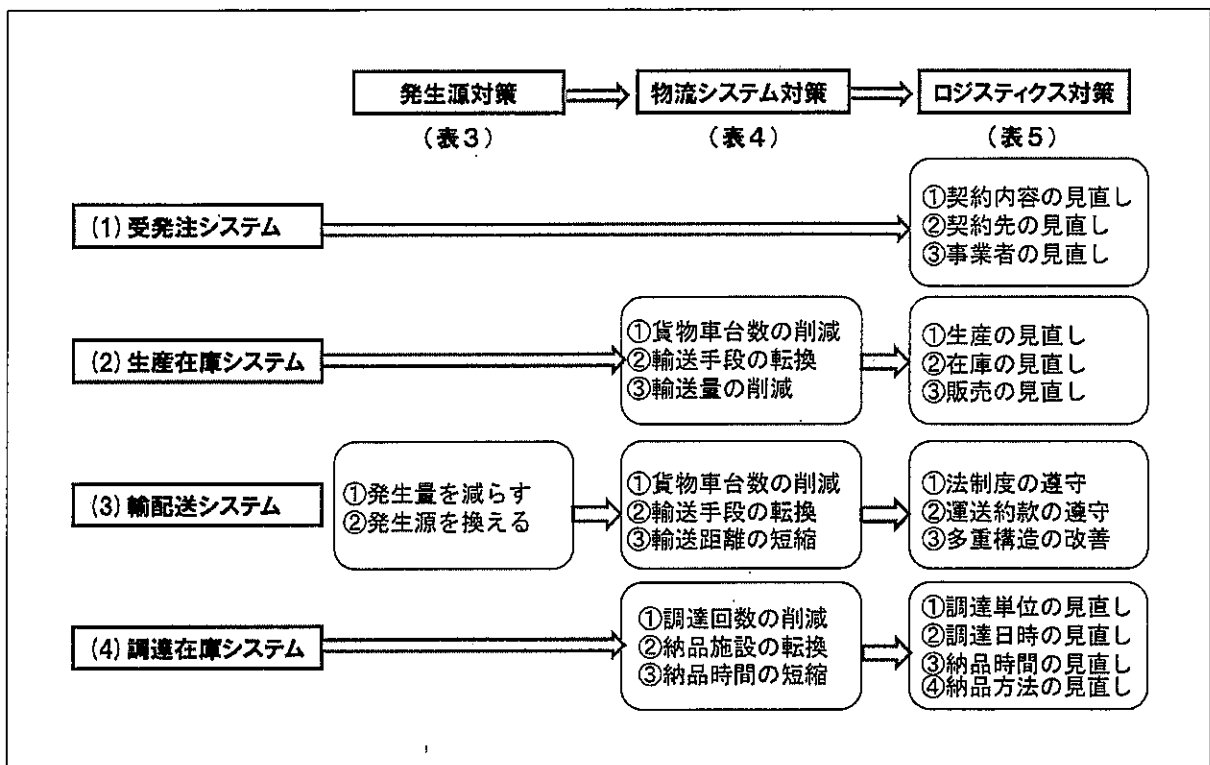 発生源対策
物流システム対策
ロジスティクス対策
(表3)
(表4)
(表5)
(1)受発注システム
①契約内容の見直し
②契約先の見直し
③事業者の見直し
(2)生産在庫システム
①貨物車台数の削減
②輸送手段の転換
③輸送量の削減
①生産の見直し
②在庫の見直し
③販売の見直し
(3)輸配送システム
①発生量を減らす
②発生源を換える
①貨物車台数の削減
②輸送手段の転換
③輸送距離の短縮
①法制度の遵守
②運送約款の遵守
③多重構造の改善
(4)調達在庫システム
①調達回数の削減
②納品施設の転換
③納品時間の短縮
①調達単位の見直し
②調達日時の見直し
③納品時間の見直し
④納品方法の見直し